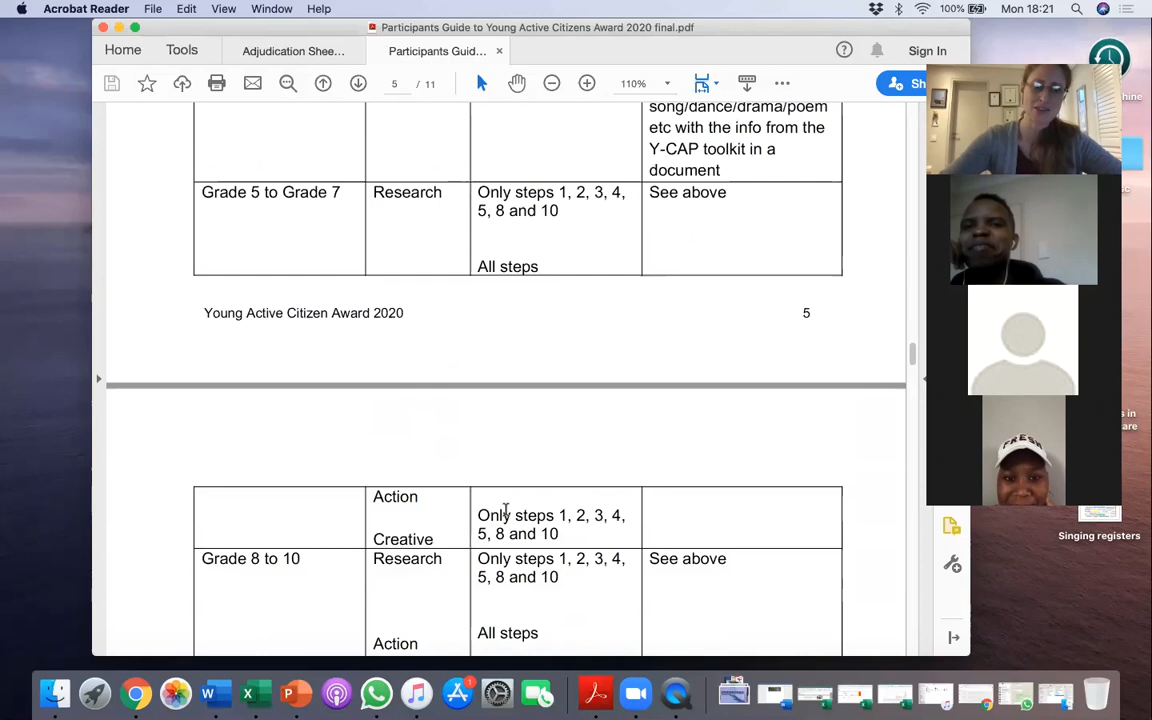 Acrobat Reader File Edit View Window Help 100% Mon 18:21
Participants Guide to Young Active Citizens Award 2020 final.pdf
Home Tools Adjudication Shee... Participants Guid... × Sign In
5 / 11 110% Sh
song/dance/drama/poem
etc with the info from the
Y-CAP toolkit in a
document
Grade 5 to Grade 7 Research Only steps 1, 2, 3, 4, See above
5, 8 and 10
All steps
Young Active Citizen Award 2020 5
Action
Only steps 1, 2, 3, 4,
5, 8 and 10
Creative
Grade 8 to 10 Research Only steps 1, 2, 3, 4, See above
5, 8 and 10
All steps
Action
FRESH
Singing registers